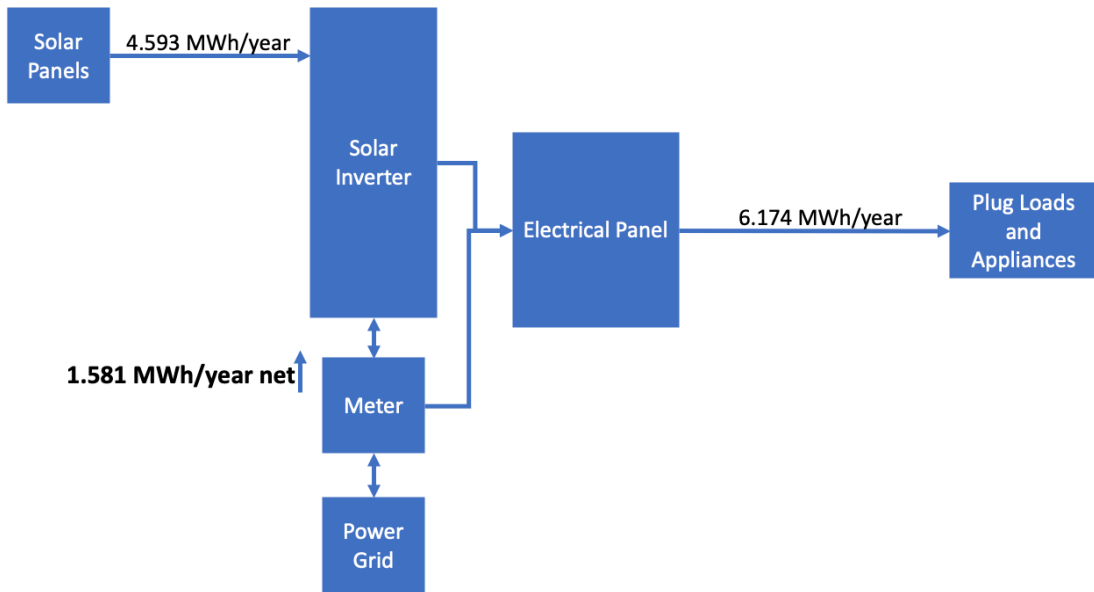 Solar
Panels
4.593 MWh/year
Solar
Inverter
Electrical Panel
6.174 MWh/year
Plug Loads
and
Appliances
1.581 MWh/year net
Meter
Power
Grid